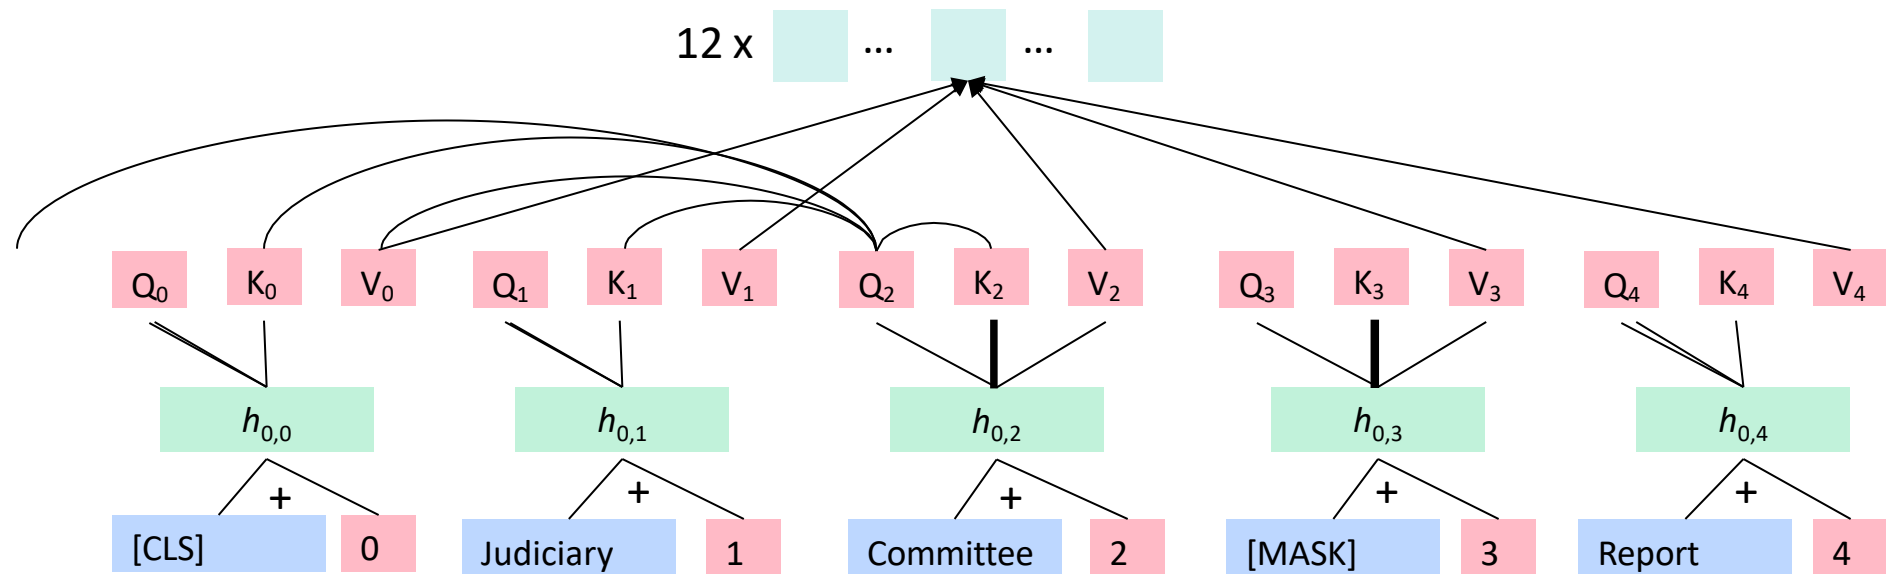 12 x ... ...
Q₀ K₀ V₀ Q₁ K₁ V₁ Q₂ K₂ V₂ Q₃ K₃ V₃ Q₄ K₄ V₄
h₀,₀ h₀,₁ h₀,₂ h₀,₃ h₀,₄
+ + + + +
[CLS] 0 Judiciary 1 Committee 2 [MASK] 3 Report 4